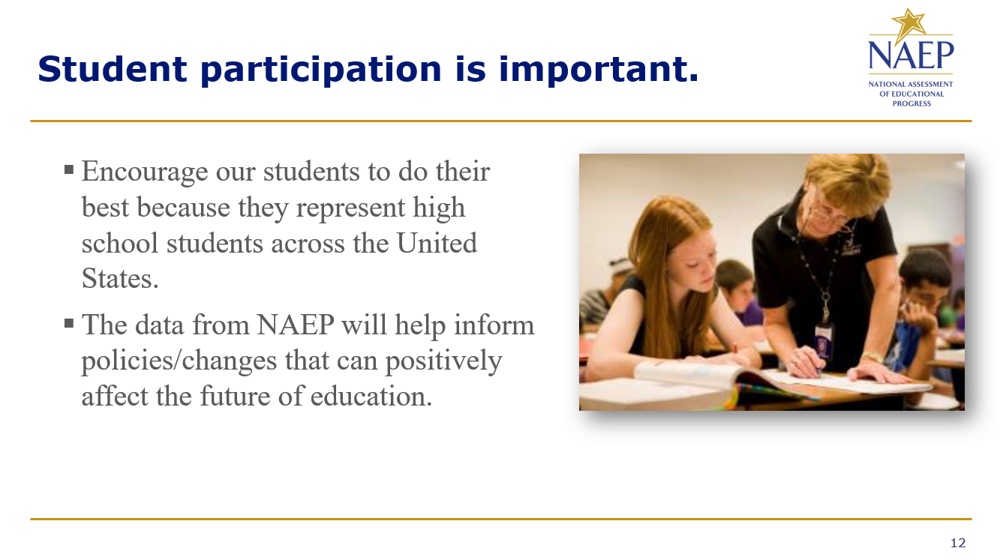 Student participation is important.
NAEP
NATIONAL ASSESSMENT
OF EDUCATIONAL
PROGRESS
▪ Encourage our students to do their
best because they represent high
school students across the United
States.
▪ The data from NAEP will help inform
policies/changes that can positively
affect the future of education.
12